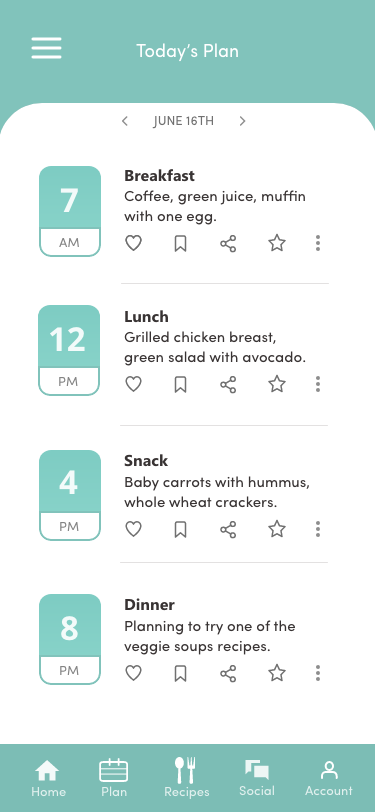 Today's Plan
JUNE 16TH
7
AM
Breakfast
Coffee, green juice, muffin
with one egg.
12
PM
Lunch
Grilled chicken breast,
green salad with avocado.
4
PM
Snack
Baby carrots with hummus,
whole wheat crackers.
8
PM
Dinner
Planning to try one of the
veggie soups recipes.
Home Plan Recipes Social Account